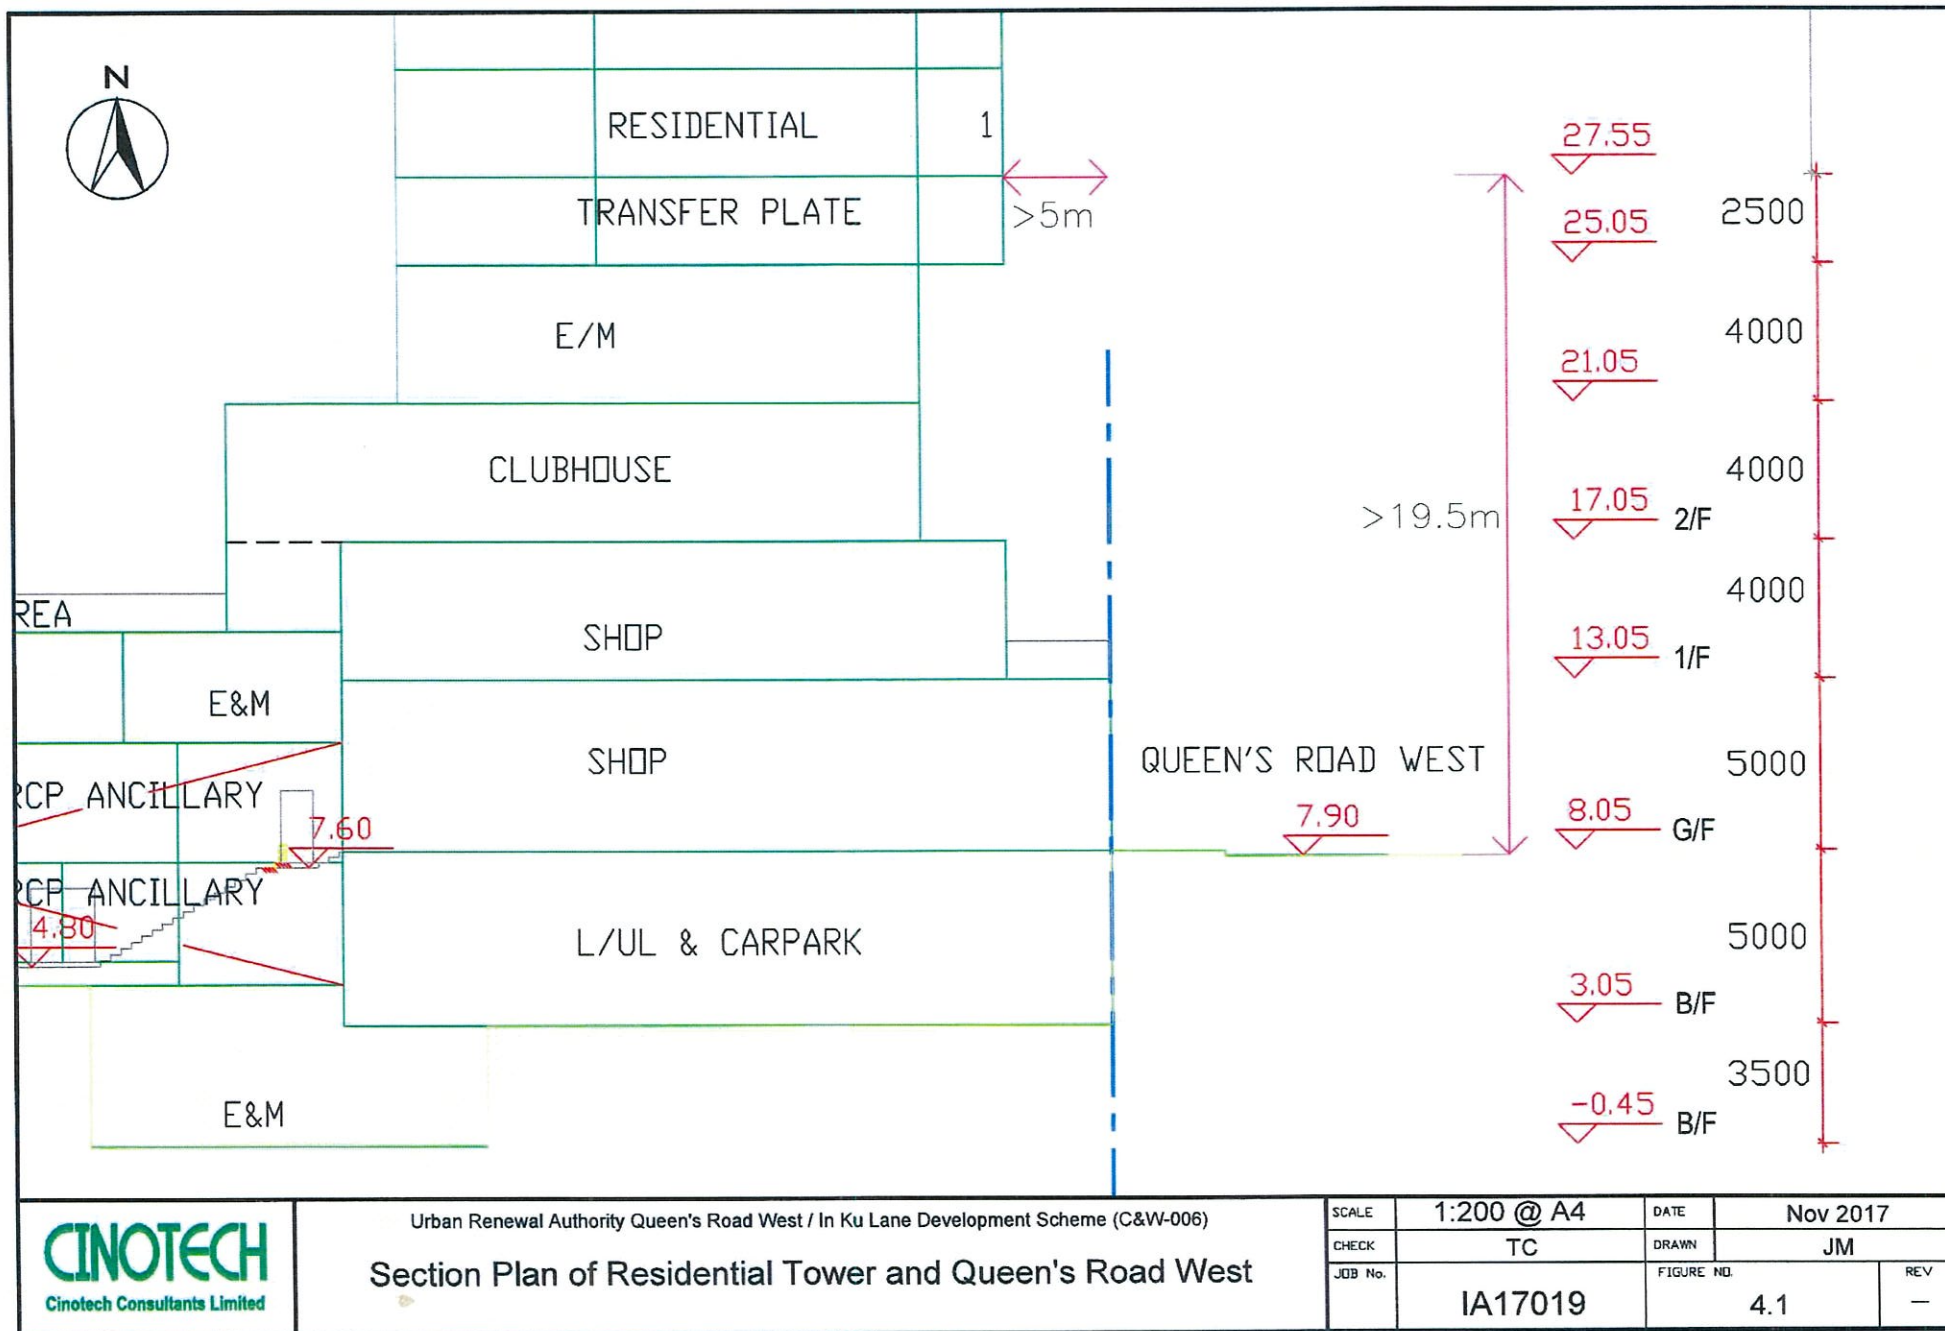 N
RESIDENTIAL 1
27.55
TRANSFER PLATE
>5m
25.05
2500
E/M
4000
21.05
CLUBHOUSE
4000
17.05 2/F
>19.5m
4000
REA
SHOP
13.05 1/F
E&M
SHOP
QUEEN'S ROAD WEST
5000
RCP ANCILLARY
7.60
7.90
8.05 G/F
RCP ANCILLARY
4.80
L/UL & CARPARK
5000
3.05 B/F
3500
E&M
-0.45 B/F
CINOTECH
Cinotech Consultants Limited
Urban Renewal Authority Queen's Road West / In Ku Lane Development Scheme (C&W-006)
Section Plan of Residential Tower and Queen's Road West
SCALE 1:200 @ A4 DATE Nov 2017
CHECK TC DRAWN JM
JOB No. IA17019 FIGURE NO. 4.1 REV —